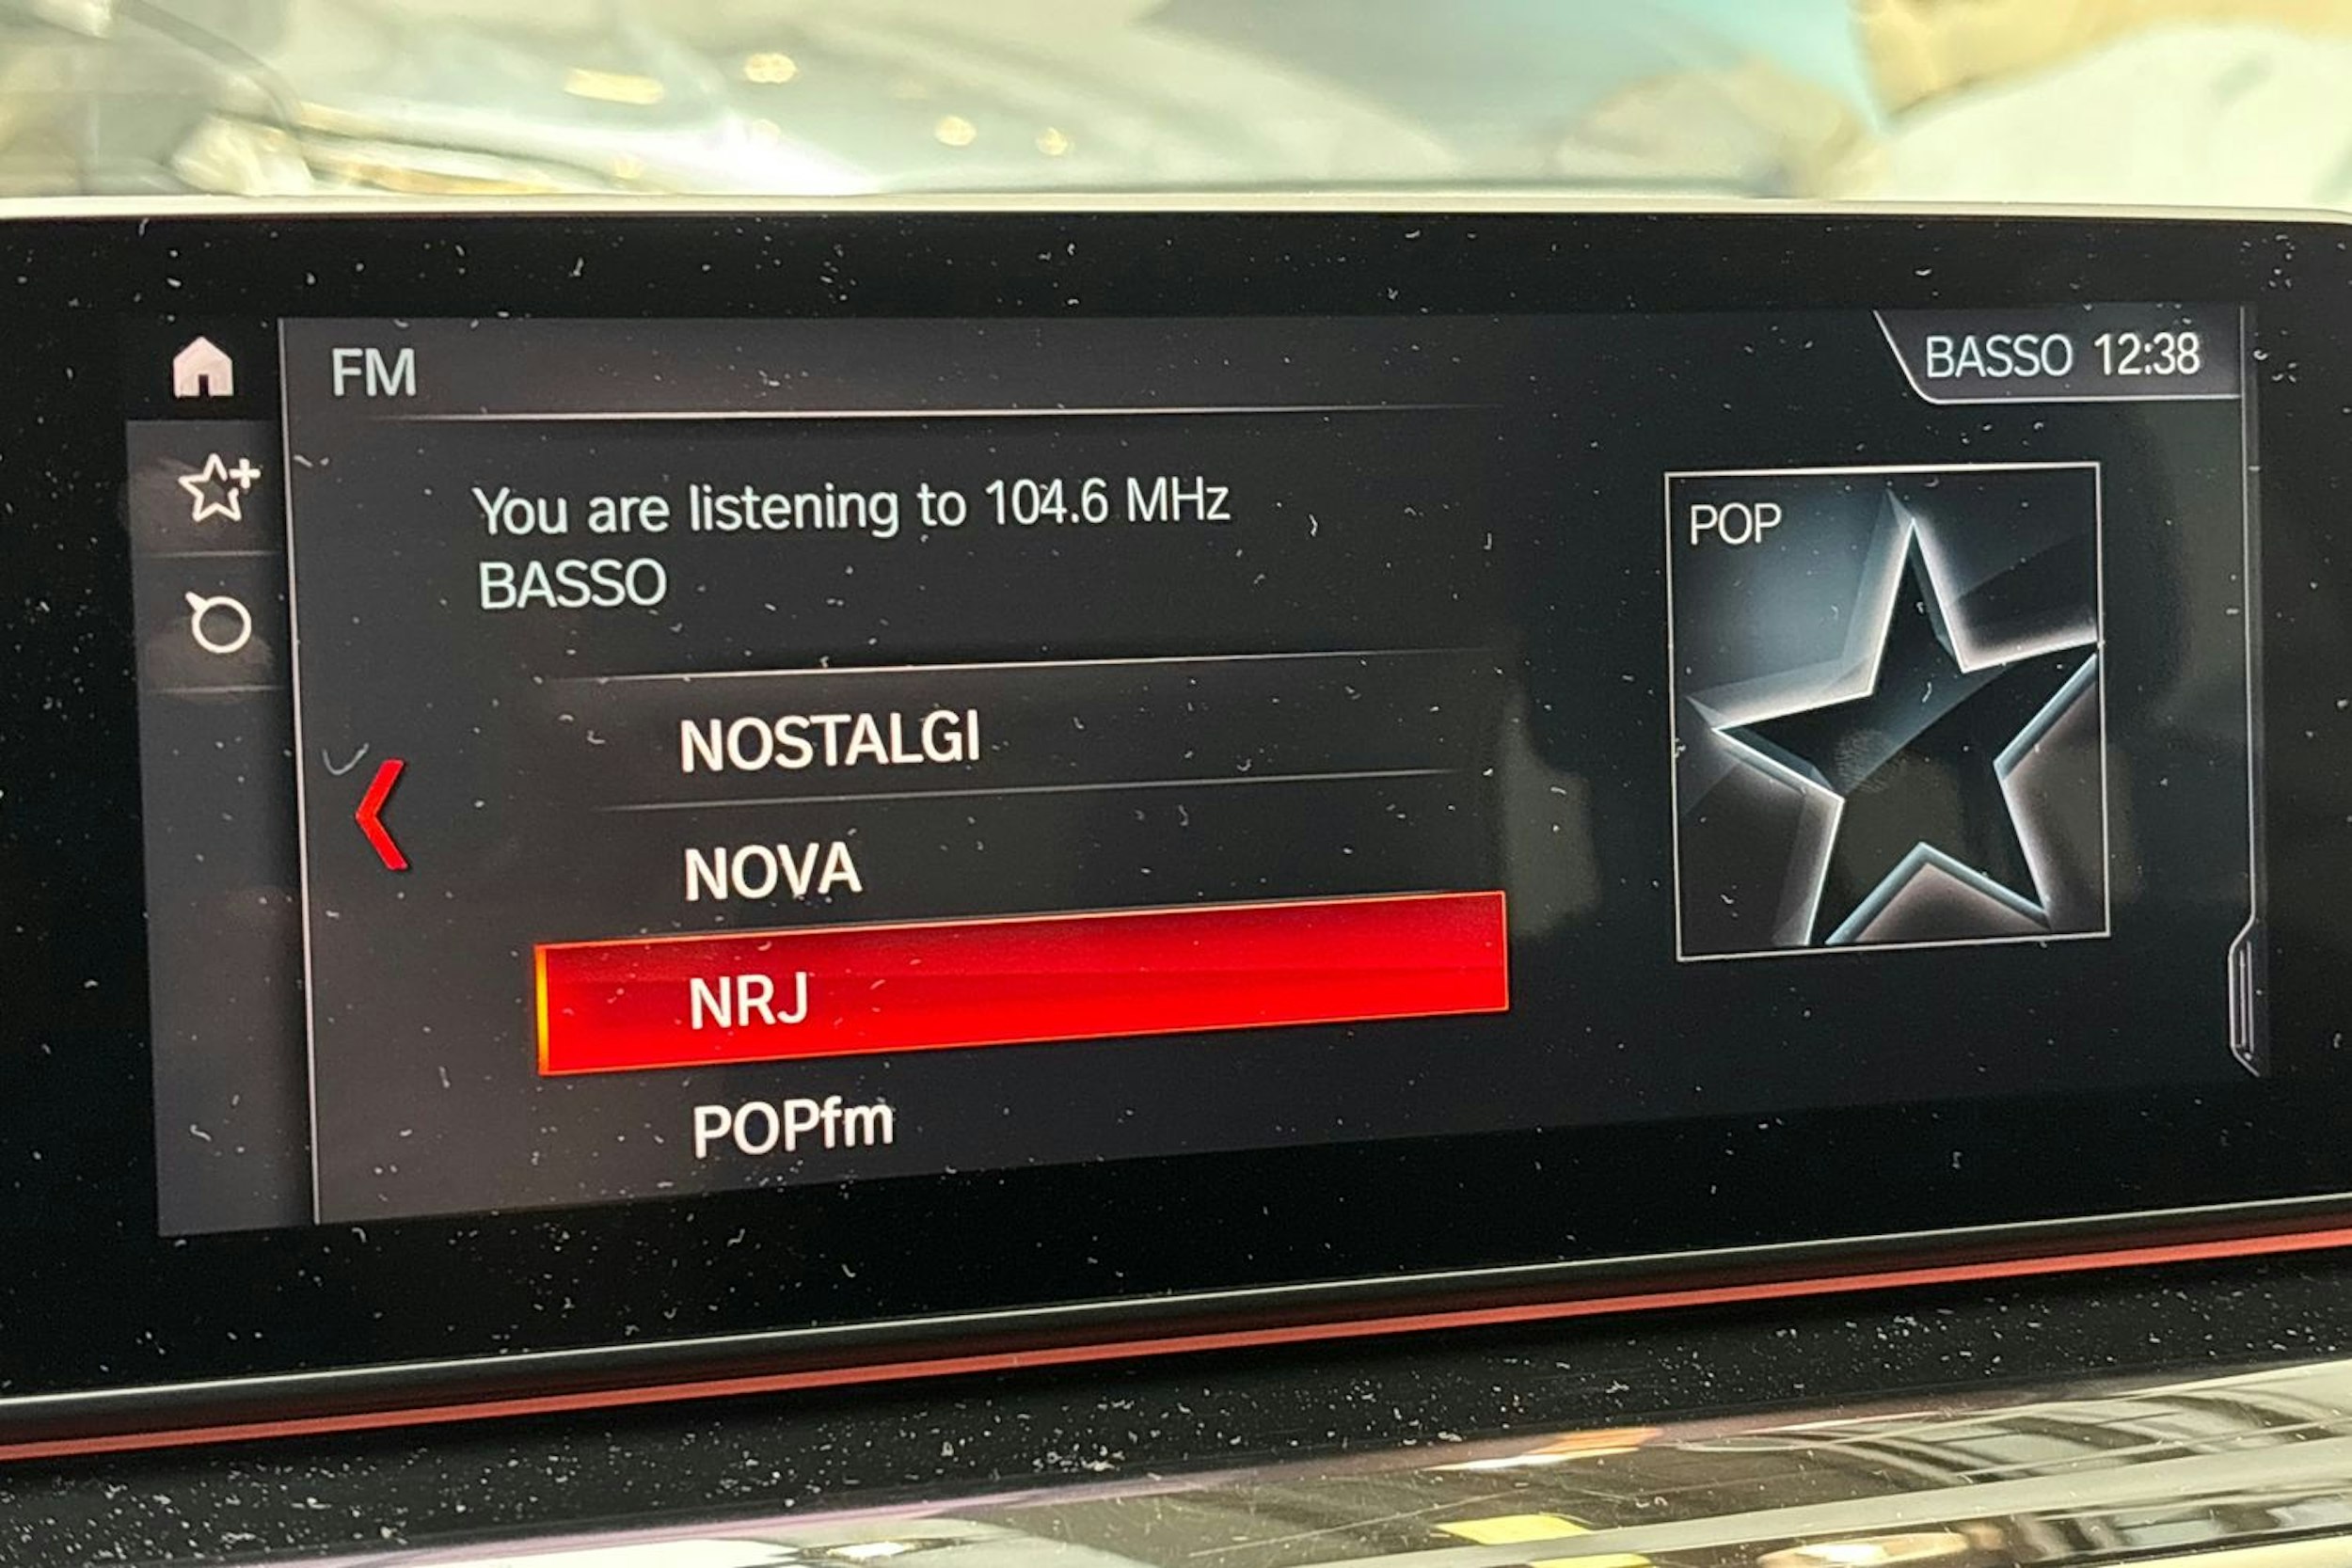 FM
BASSO 12:38
You are listening to 104.6 MHz
BASSO
POP
NOSTALGI
NOVA
NRJ
POPfm